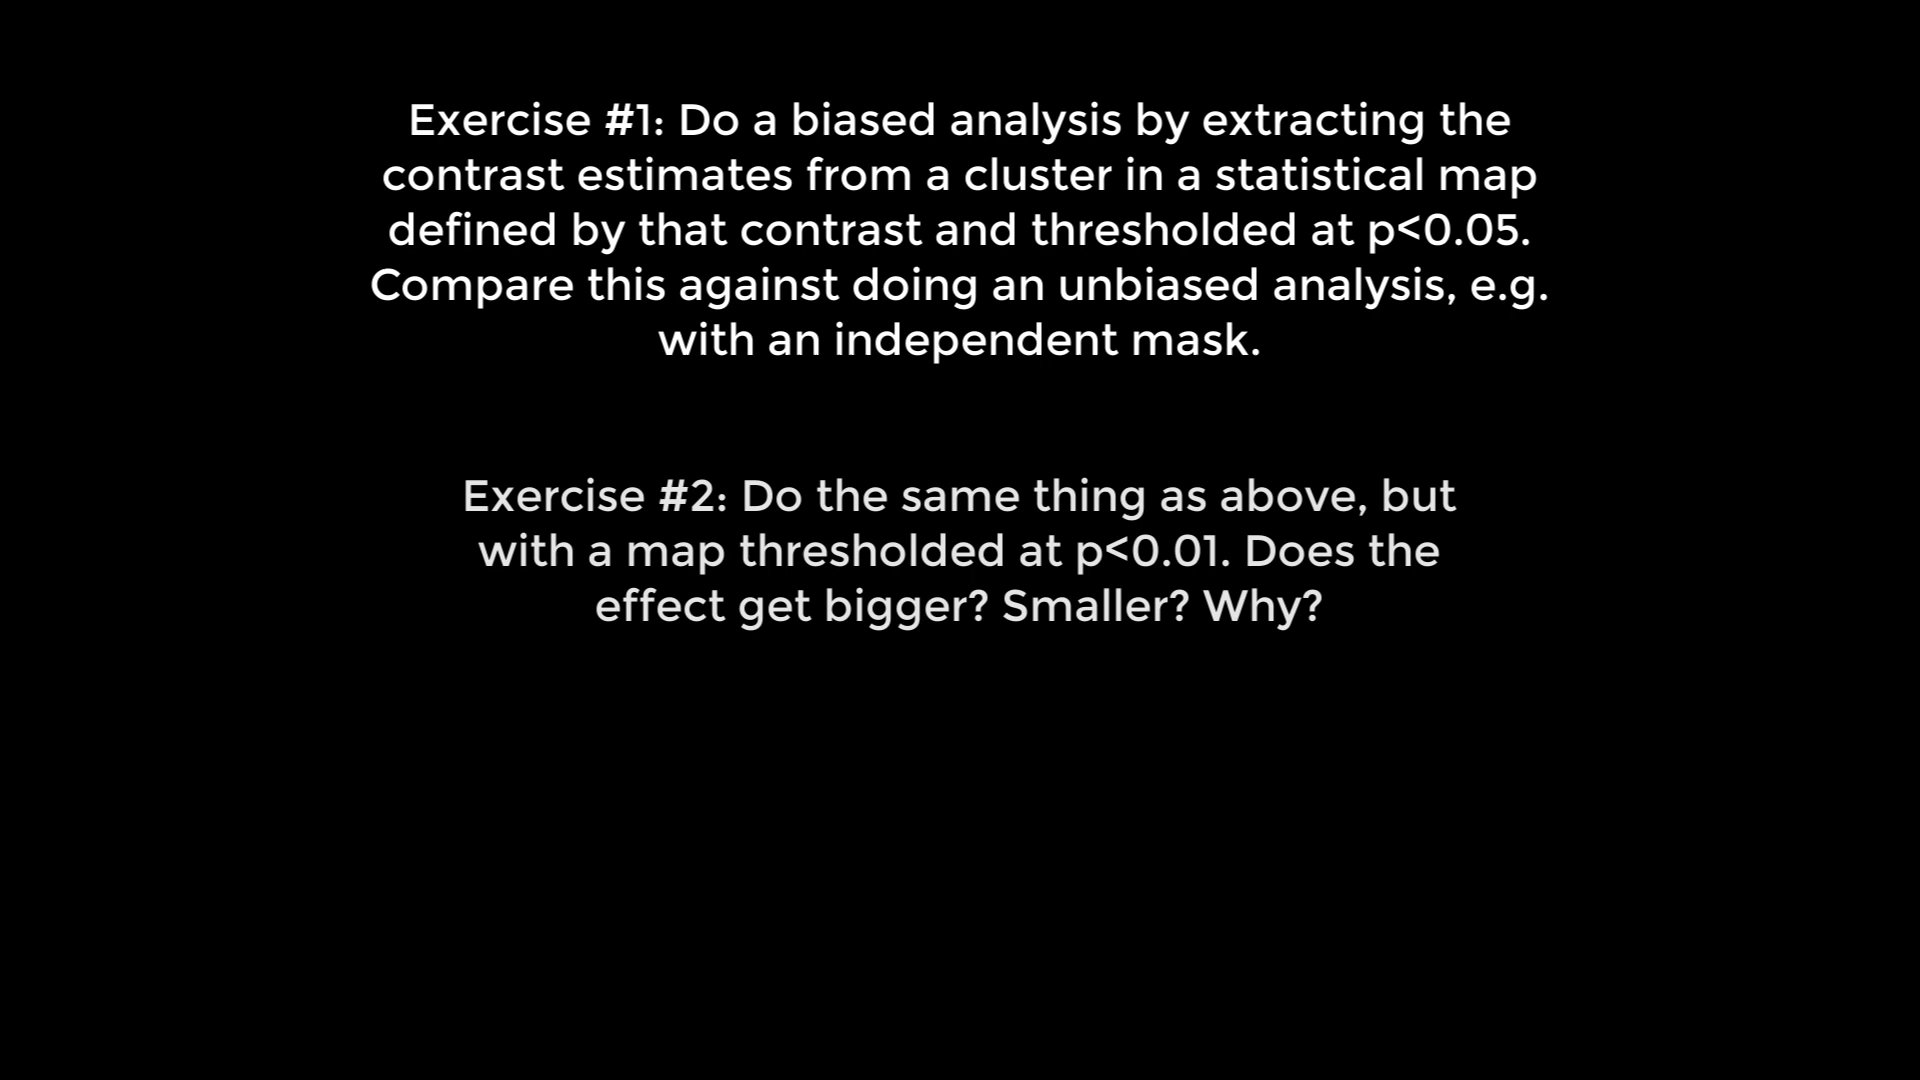 Exercise #1: Do a biased analysis by extracting the
contrast estimates from a cluster in a statistical map
defined by that contrast and thresholded at p<0.05.
Compare this against doing an unbiased analysis, e.g.
with an independent mask.
Exercise #2: Do the same thing as above, but
with a map thresholded at p<0.01. Does the
effect get bigger? Smaller? Why?